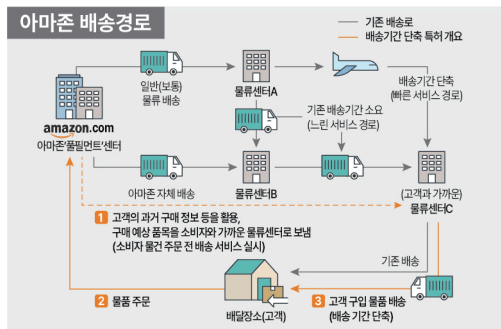 아마존 배송경로
기존 배송로
배송기간 단축 특허 개요
일반(보통)
물류 배송
물류센터A
배송기간 단축
(빠른 서비스 경로)
기존 배송기간 소요
(느린 서비스 경로)
amazon.com
아마존'풀필먼트'센터
아마존 자체 배송
물류센터B
(고객과 가까운)
물류센터C
1 고객의 과거 구매 정보 등을 활용,
구매 예상 품목을 소비자와 가까운 물류센터로 보냄
(소비자 물건 주문 전 배송 서비스 실시)
기존 배송
2 물품 주문
배달장소(고객)
3 고객 구입 물품 배송
(배송 기간 단축)